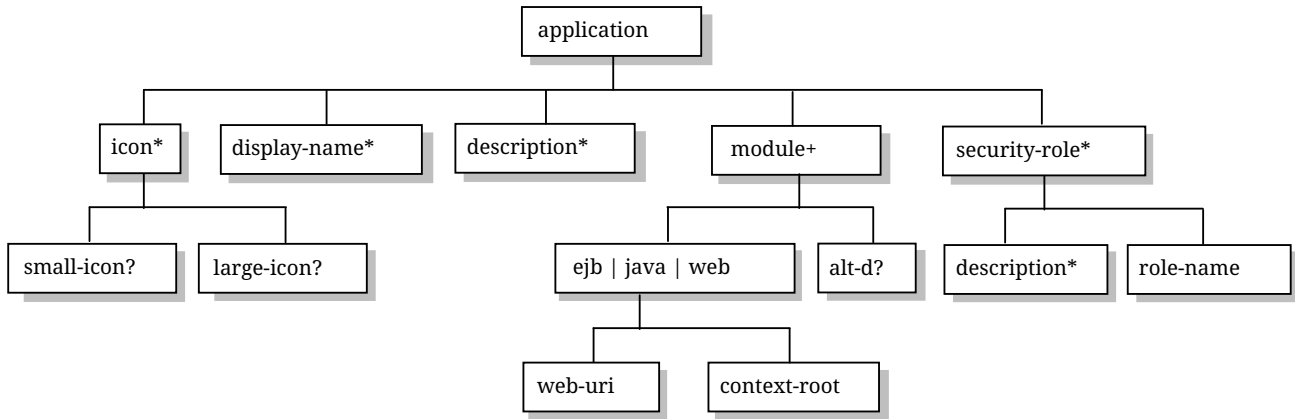 application
icon*
display-name*
description*
module+
security-role*
small-icon?
large-icon?
ejb | java | web
alt-d?
description*
role-name
web-uri
context-root